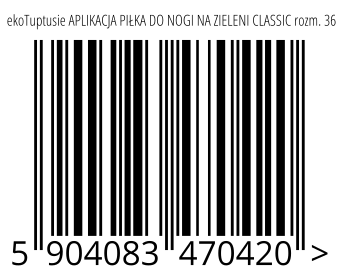 ekoTuptusie APLIKACJA PIŁKA DO NOGI NA ZIELENI CLASSIC rozm. 36
5 904083 470420 >